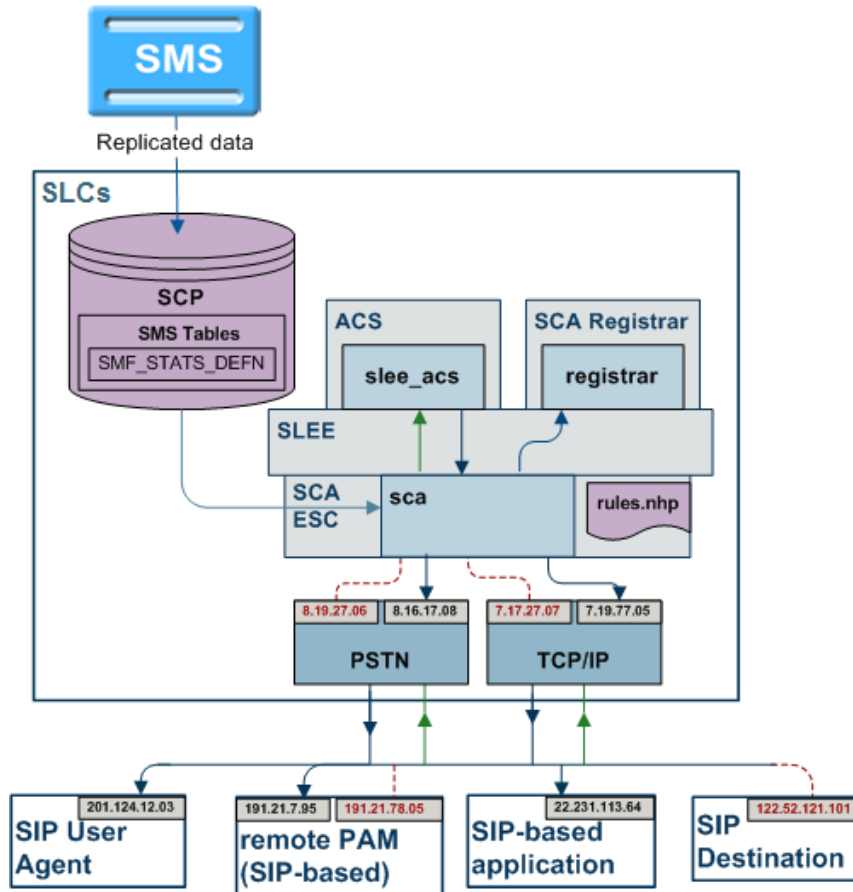 SMS
Replicated data
SLCs
SCP
SMS Tables
SMF_STATS_DEFN
ACS
slee_acs
SCA Registrar
registrar
SLEE
SCA
ESC
sca
rules.nhp
8.19.27.06
8.16.17.08
PSTN
7.17.27.07
7.19.77.05
TCP/IP
201.124.12.03
SIP User
Agent
191.21.7.95
191.21.78.05
remote PAM
(SIP-based)
22.231.113.64
SIP-based
application
122.52.121.101
SIP
Destination